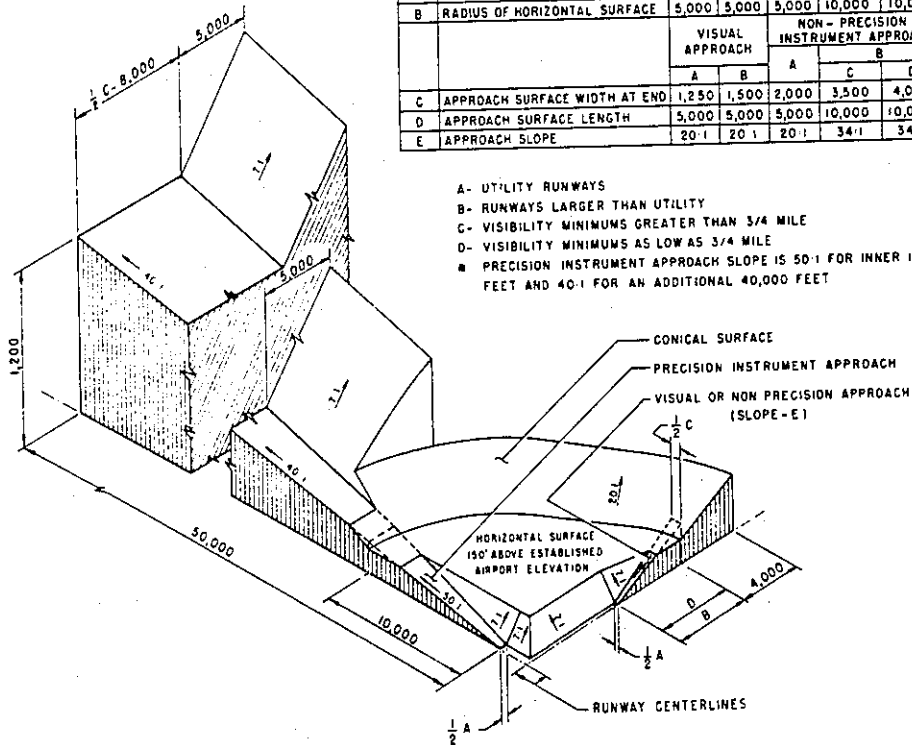 B RADIUS OF HORIZONTAL SURFACE 5,000 5,000 5,000 10,000
VISUAL APPROACH NON-PRECISION INSTRUMENT
A B A B
C
C APPROACH SURFACE WIDTH AT END 1,250 1,500 2,000 3,500
D APPROACH SURFACE LENGTH 5,000 5,000 5,000 10,000
E APPROACH SLOPE 20:1 20:1 20:1 34:1
A- UTILITY RUNWAYS
B- RUNWAYS LARGER THAN UTILITY
C- VISIBILITY MINIMUMS GREATER THAN 3/4 MILE
D- VISIBILITY MINIMUMS AS LOW AS 3/4 MILE
PRECISION INSTRUMENT APPROACH SLOPE IS 50:1 FOR INNER
FEET AND 40:1 FOR AN ADDITIONAL 40,000 FEET
½ C-8,000
5,000
7:1
40:1
5,000
1,200
7:1
CONICAL SURFACE
PRECISION INSTRUMENT APPROACH
VISUAL OR NON PRECISION APPROACH
(SLOPE-E)
½ C
40:1
20:1
HORIZONTAL SURFACE
150' ABOVE ESTABLISHED
AIRPORT ELEVATION
50,000
50:1
7:1
7:1
7:1
7:1
10,000
D
B
4,000
½ A
RUNWAY CENTERLINES
½ A